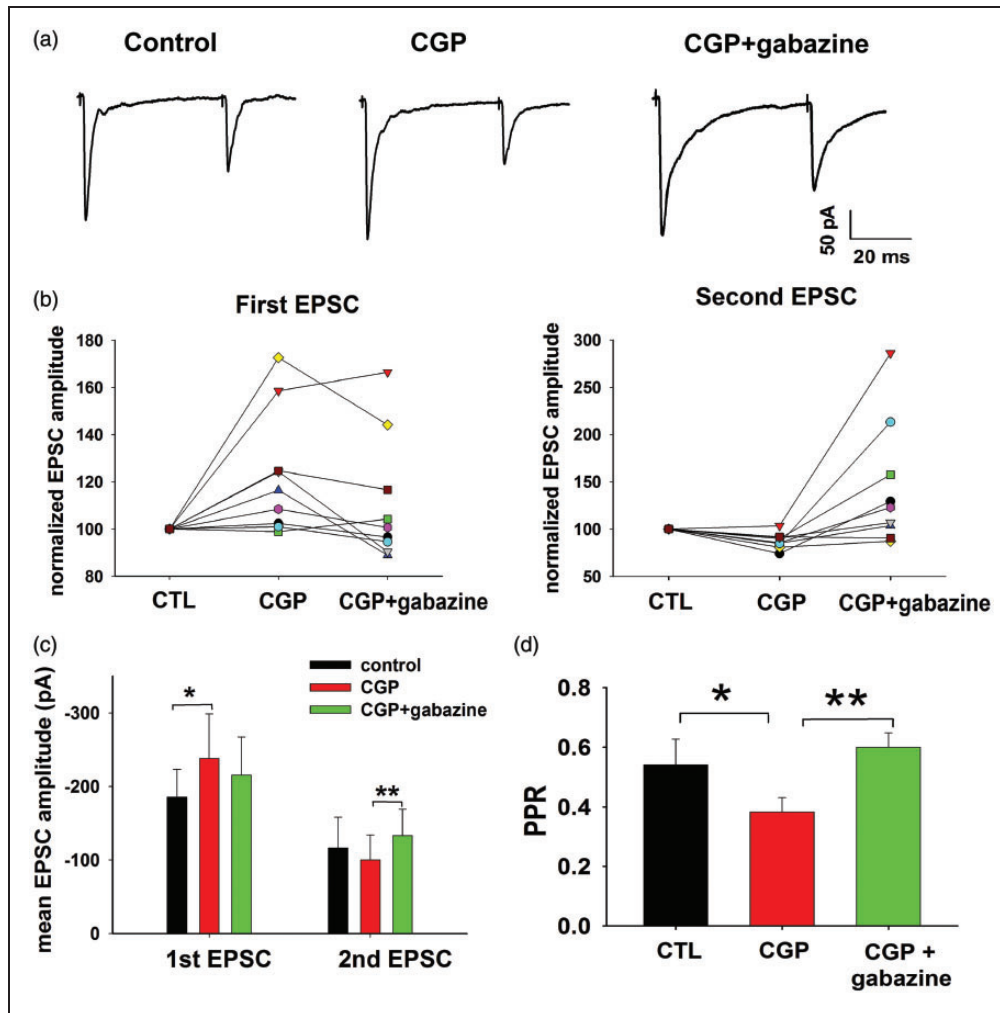 (a)
Control
CGP
CGP+gabazine
50 pA
20 ms
(b)
First EPSC
normalized EPSC amplitude
180
160
140
120
100
80
CTL
CGP
CGP+gabazine
Second EPSC
normalized EPSC amplitude
300
250
200
150
100
50
CTL
CGP
CGP+gabazine
(c)
mean EPSC amplitude (pA)
-300
-200
-100
0
*
**
control
CGP
CGP+gabazine
1st EPSC
2nd EPSC
(d)
PPR
0.8
0.6
0.4
0.2
0.0
*
**
CTL
CGP
CGP +
gabazine